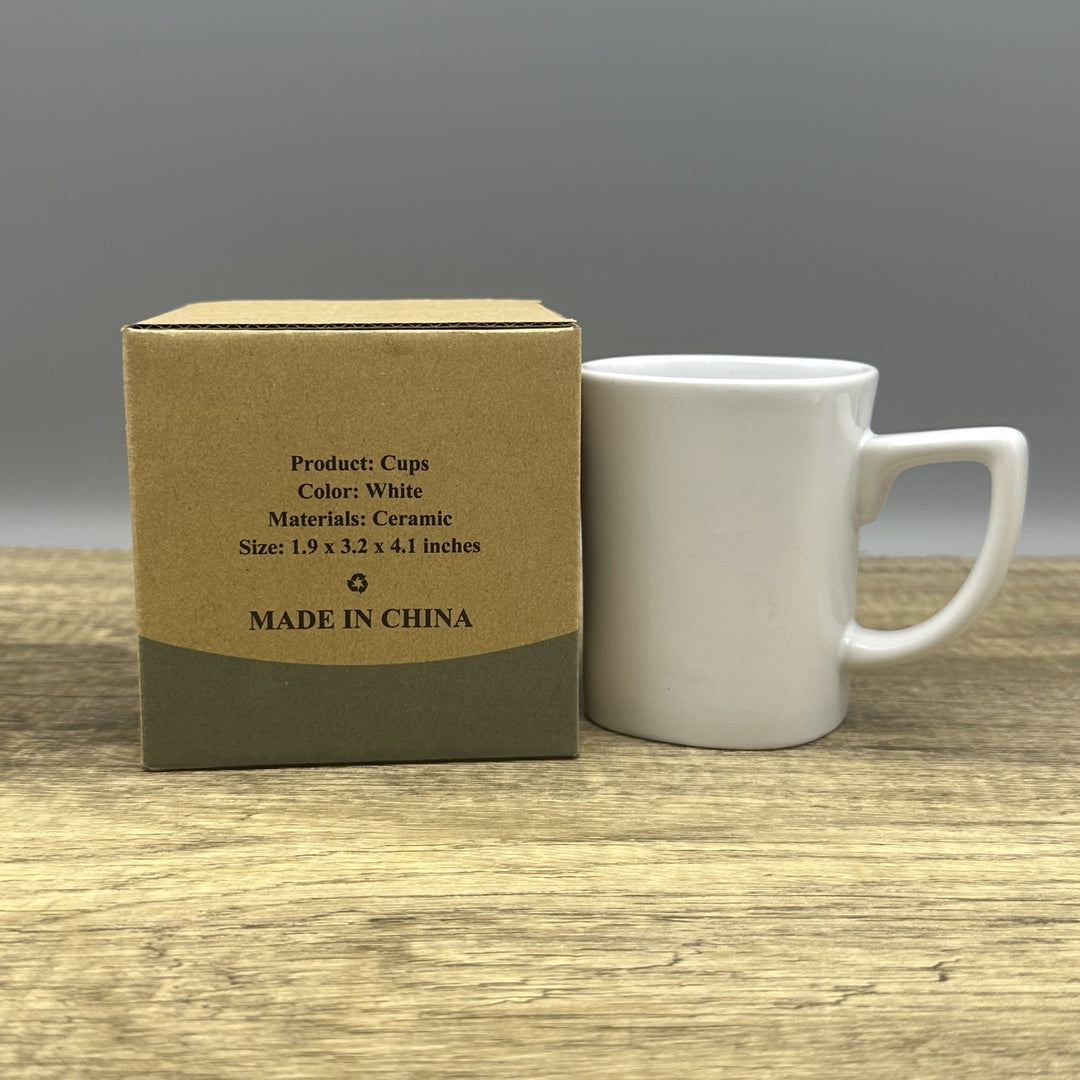 Product: Cups
Color: White
Materials: Ceramic
Size: 1.9 x 3.2 x 4.1 inches
MADE IN CHINA